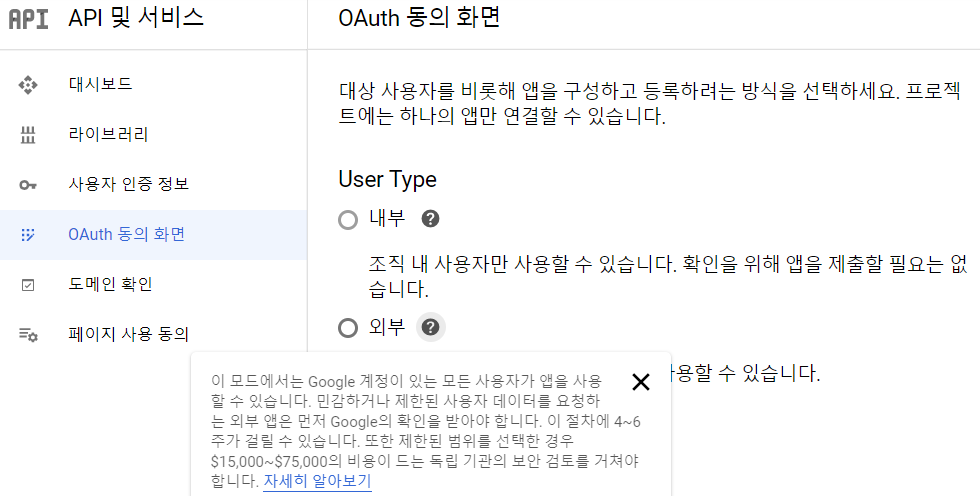 API API 및 서비스
OAuth 동의 화면
대시보드
라이브러리
사용자 인증 정보
OAuth 동의 화면
도메인 확인
페이지 사용 동의
대상 사용자를 비롯해 앱을 구성하고 등록하려는 방식을 선택하세요. 프로젝
트에는 하나의 앱만 연결할 수 있습니다.
User Type
내부 ?
조직 내 사용자만 사용할 수 있습니다. 확인을 위해 앱을 제출할 필요는 없
습니다.
외부 ?
사용할 수 있습니다.
이 모드에서는 Google 계정이 있는 모든 사용자가 앱을 사용
할 수 있습니다. 민감하거나 제한된 사용자 데이터를 요청하
는 외부 앱은 먼저 Google의 확인을 받아야 합니다. 이 절차에 4~6
주가 걸릴 수 있습니다. 또한 제한된 범위를 선택한 경우
$15,000~$75,000의 비용이 드는 독립 기관의 보안 검토를 거쳐야
합니다. 자세히 알아보기